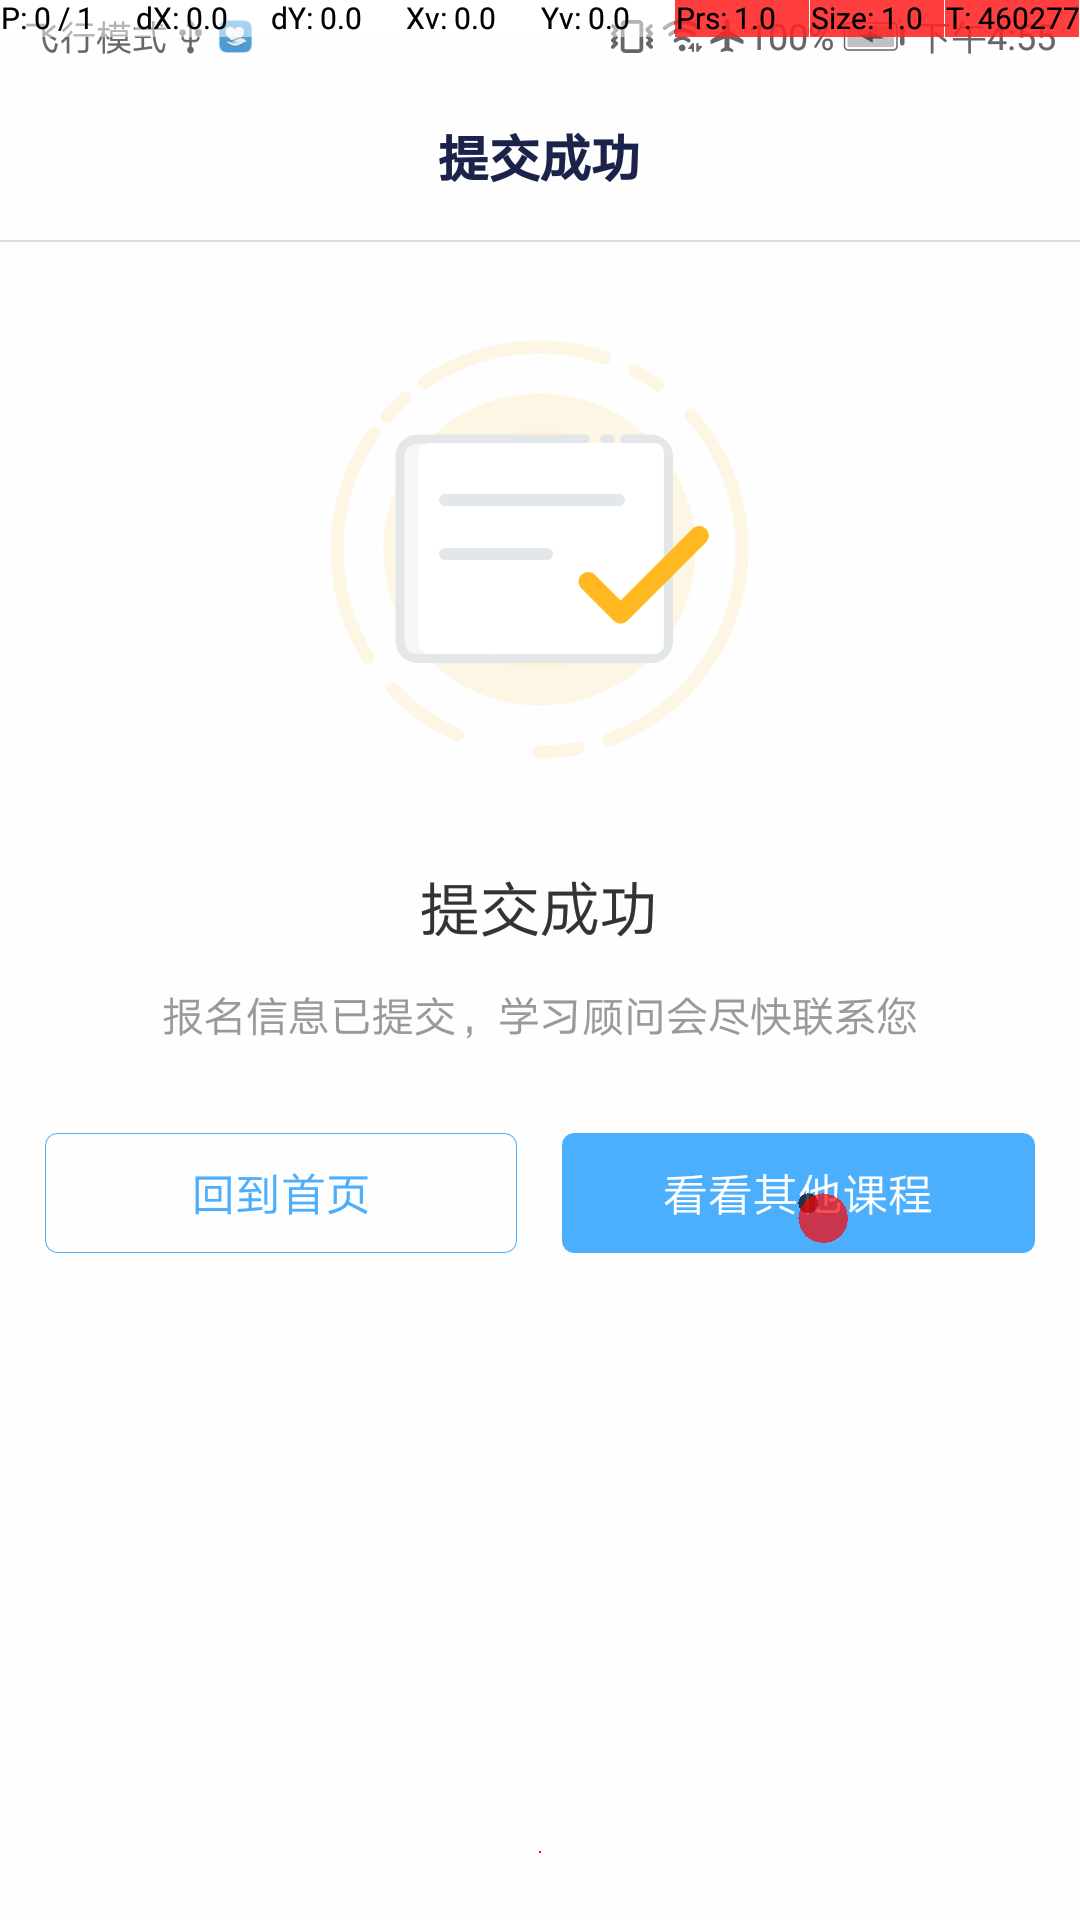 P: 0 / 1 dX: 0.0 dY: 0.0 Xv: 0.0 Yv: 0.0 Prs: 1.0 Size: 1.0 T: 460277
飞行模式 100% 下午4:55
提交成功
提交成功
报名信息已提交，学习顾问会尽快联系您
回到首页
看看其他课程